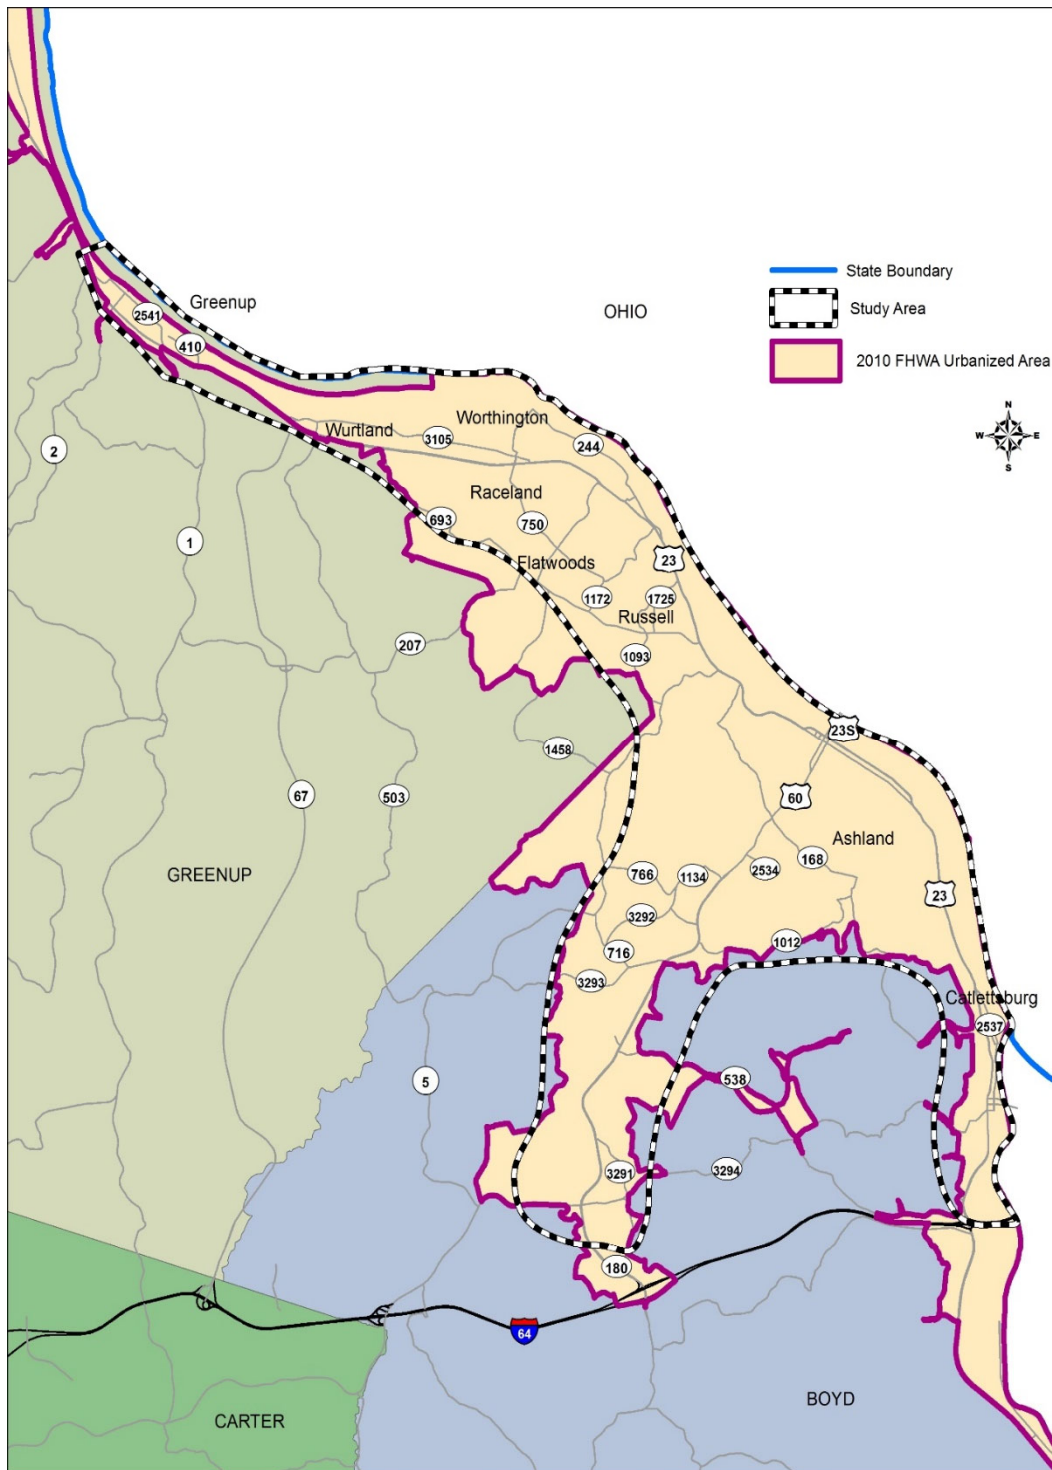 Greenup
OHIO
State Boundary
Study Area
2010 FHWA Urbanized Area
N
W E
S
2541
410
Worthington
Wurtland
3105
244
2
Raceland
693
750
1
Flatwoods
23
1172
1725
Russell
207
1093
23S
1458
67
503
60
Ashland
168
GREENUP
766
1134
2534
23
3292
716
1012
3293
Catlettsburg
2537
5
538
3291
3294
180
64
CARTER
BOYD